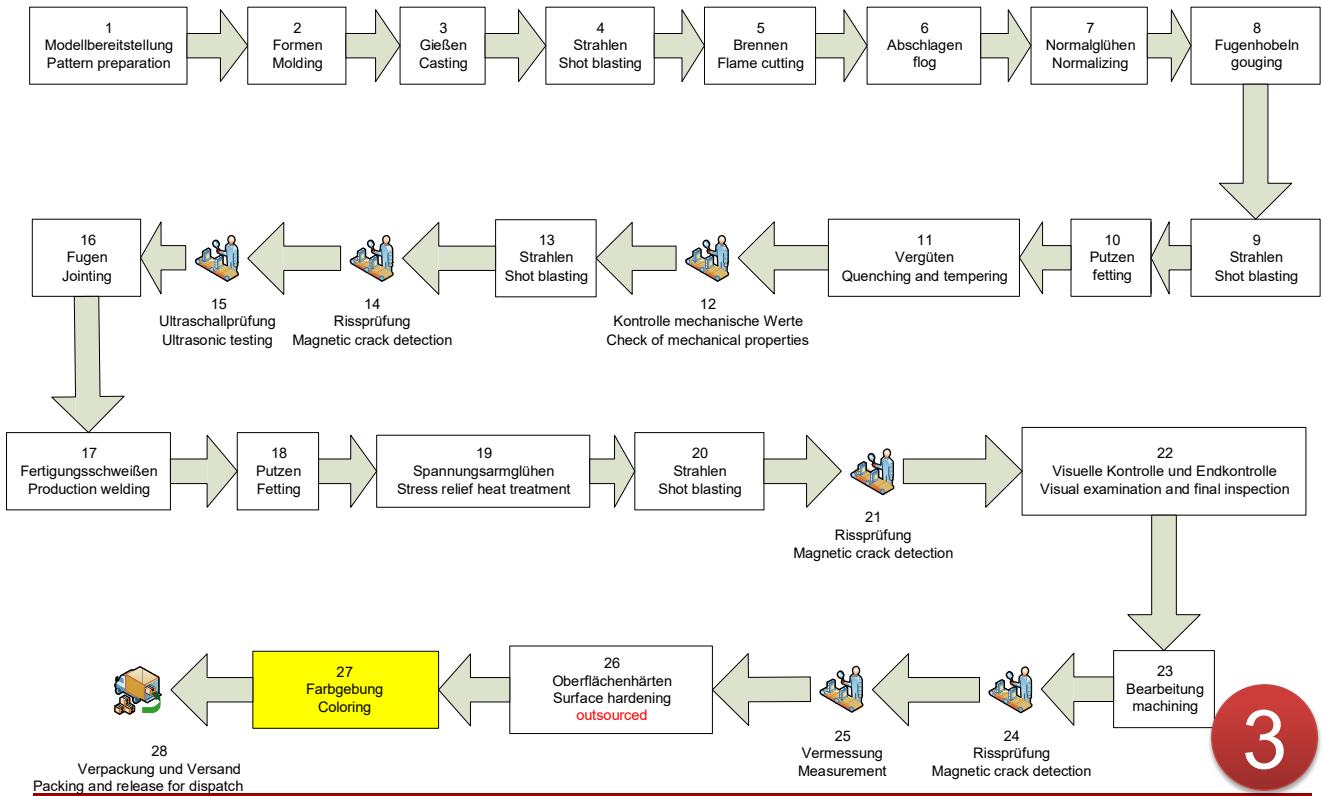 1
Modellbereitstellung
Pattern preparation
2
Formen
Molding
3
Gießen
Casting
4
Strahlen
Shot blasting
5
Brennen
Flame cutting
6
Abschlagen
flog
7
Normalglühen
Normalizing
8
Fugenhobeln
gouging
9
Strahlen
Shot blasting
10
Putzen
fetting
11
Vergüten
Quenching and tempering
12
Kontrolle mechanische Werte
Check of mechanical properties
13
Strahlen
Shot blasting
14
Rissprüfung
Magnetic crack detection
15
Ultraschallprüfung
Ultrasonic testing
16
Fugen
Jointing
17
Fertigungsschweißen
Production welding
18
Putzen
Fetting
19
Spannungsarmglühen
Stress relief heat treatment
20
Strahlen
Shot blasting
21
Rissprüfung
Magnetic crack detection
22
Visuelle Kontrolle und Endkontrolle
Visual examination and final inspection
23
Bearbeitung
machining
24
Rissprüfung
Magnetic crack detection
25
Vermessung
Measurement
26
Oberflächenhärten
Surface hardening
outsourced
27
Farbgebung
Coloring
28
Verpackung und Versand
Packing and release for dispatch
3